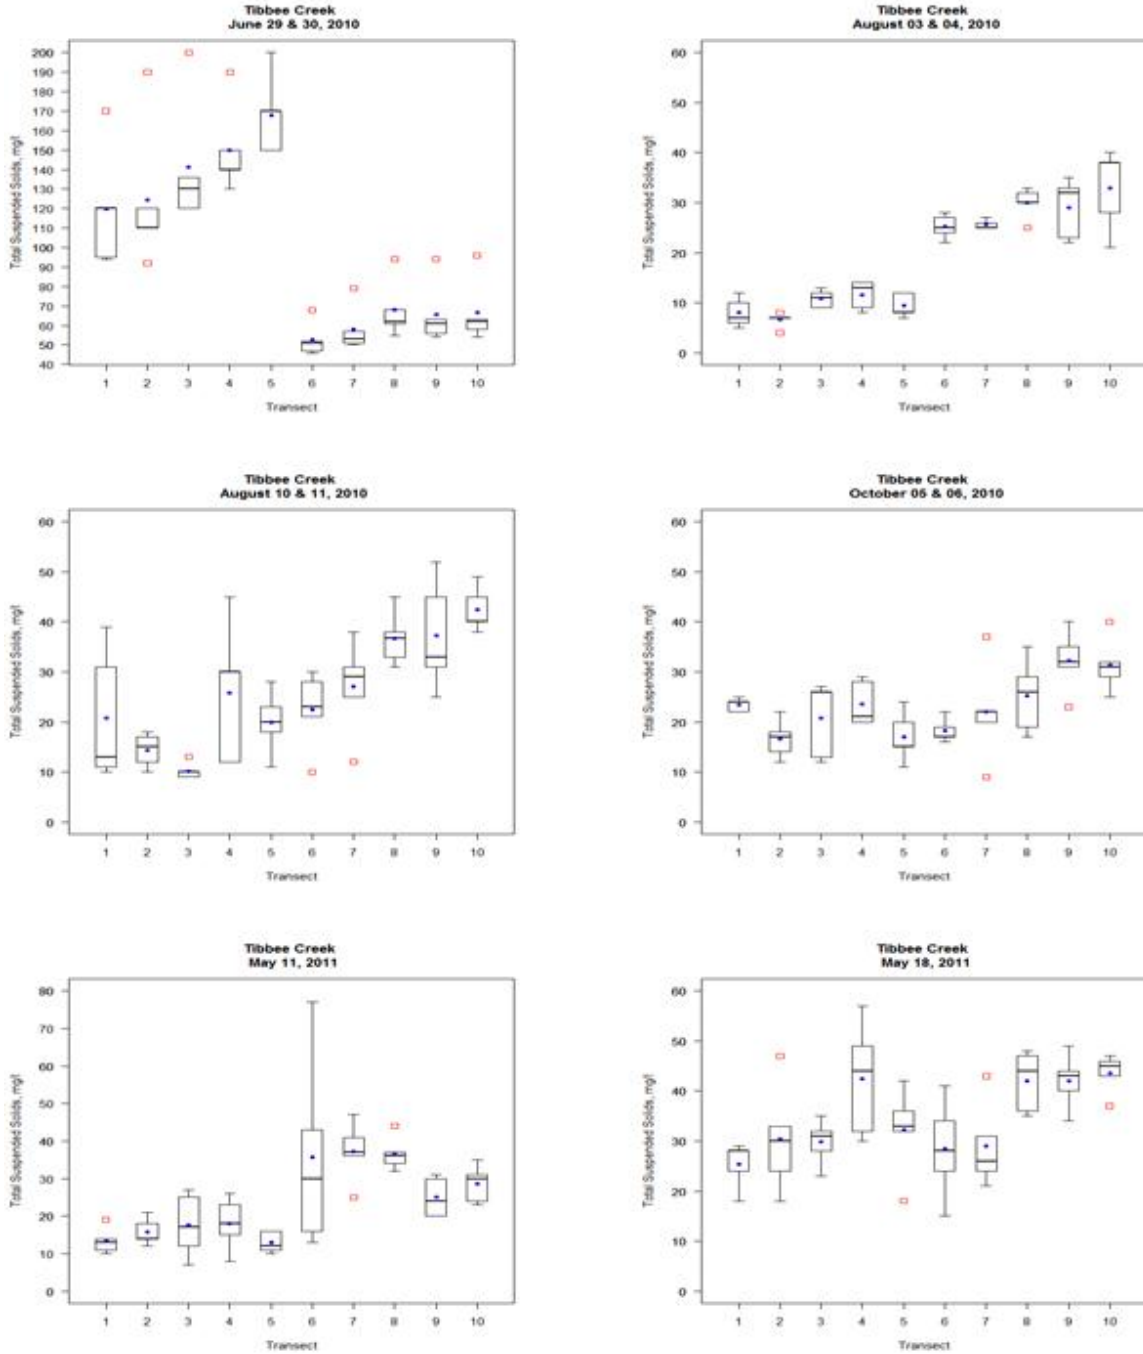 Tibbee Creek
June 29 & 30, 2010
Total Suspended Solids, mg/l
200
190
180
170
160
150
140
130
120
110
100
90
80
70
60
50
40
1 2 3 4 5 6 7 8 9 10
Transect
Tibbee Creek
August 03 & 04, 2010
Total Suspended Solids, mg/l
60
50
40
30
20
10
0
1 2 3 4 5 6 7 8 9 10
Transect
Tibbee Creek
August 10 & 11, 2010
Total Suspended Solids, mg/l
60
50
40
30
20
10
0
1 2 3 4 5 6 7 8 9 10
Transect
Tibbee Creek
October 05 & 06, 2010
Total Suspended Solids, mg/l
60
50
40
30
20
10
0
1 2 3 4 5 6 7 8 9 10
Transect
Tibbee Creek
May 11, 2011
Total Suspended Solids, mg/l
80
70
60
50
40
30
20
10
0
1 2 3 4 5 6 7 8 9 10
Transect
Tibbee Creek
May 18, 2011
Total Suspended Solids, mg/l
60
50
40
30
20
10
0
1 2 3 4 5 6 7 8 9 10
Transect